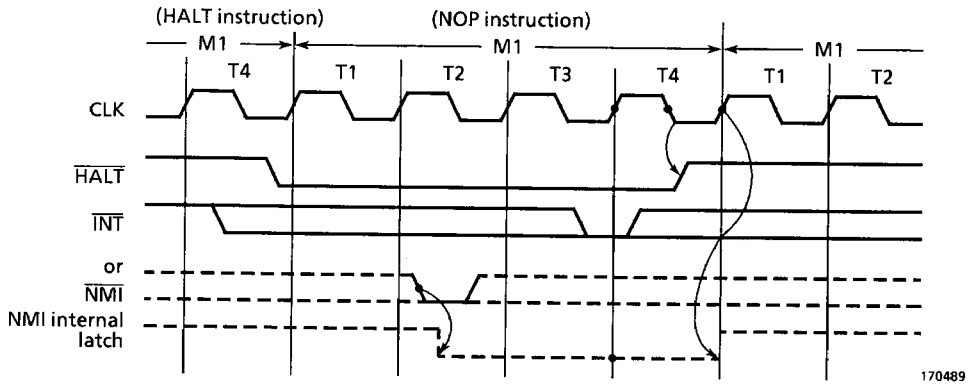 (HALT instruction) (NOP instruction)
M1 M1 M1
T4 T1 T2 T3 T4 T1 T2
CLK
HALT
INT
or
NMI
NMI internal
latch
170489